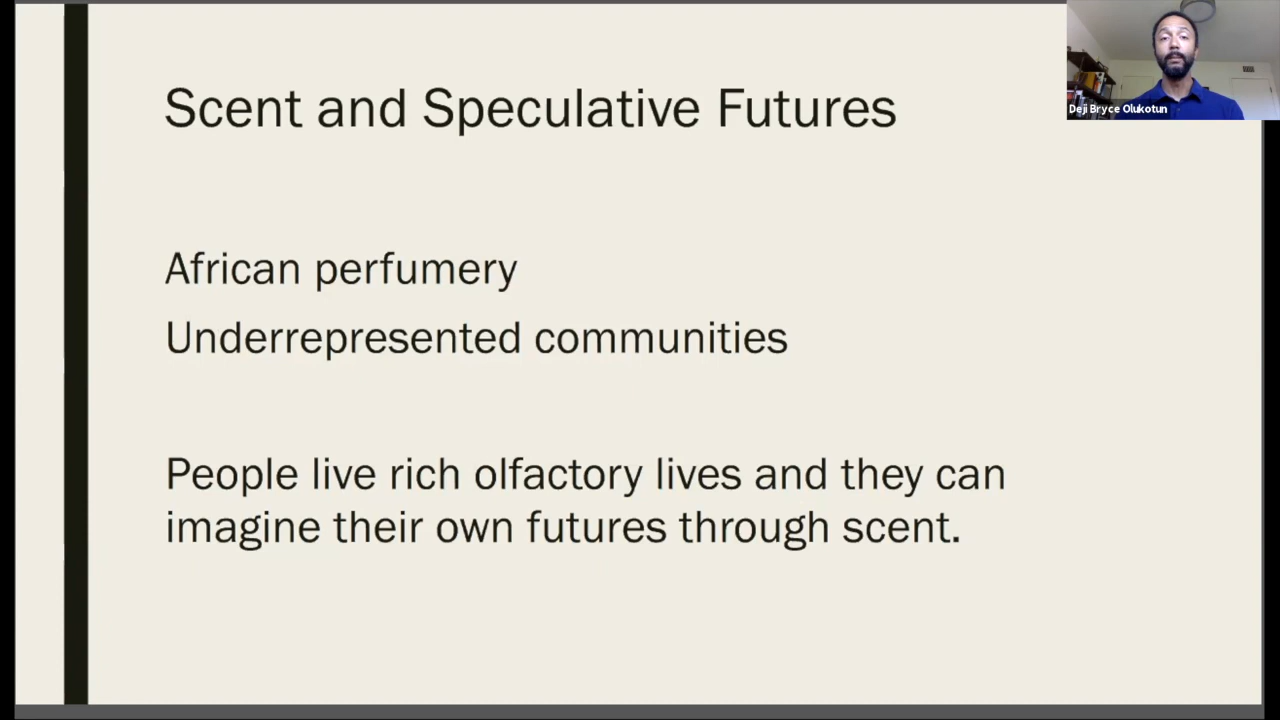 Scent and Speculative Futures
Deji Bryce Olukotun
African perfumery
Underrepresented communities
People live rich olfactory lives and they can
imagine their own futures through scent.